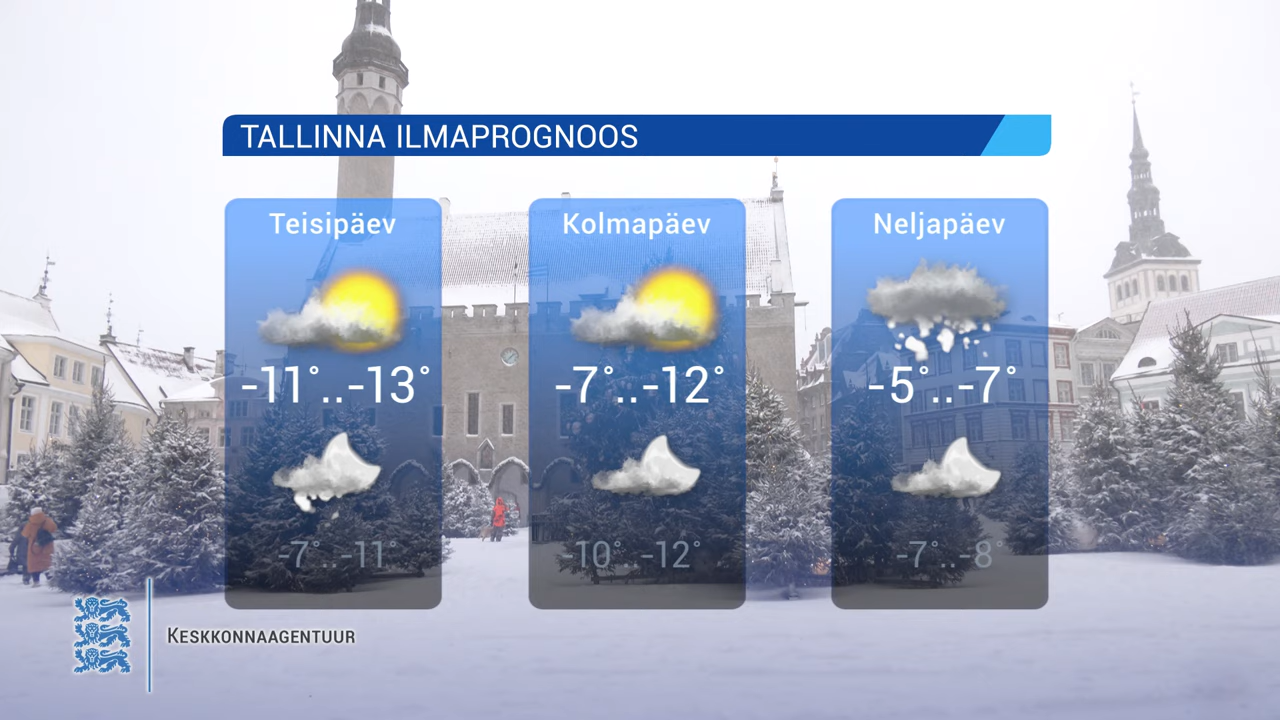 TALLINNA ILMAPROGNOOS
Teisipäev
-11°..-13°
-7°..-11°
Kolmapäev
-7°..-12°
-10°..-12°
Neljapäev
-5°..-7°
-7°..-8°
KESKKONNAAGENTUUR